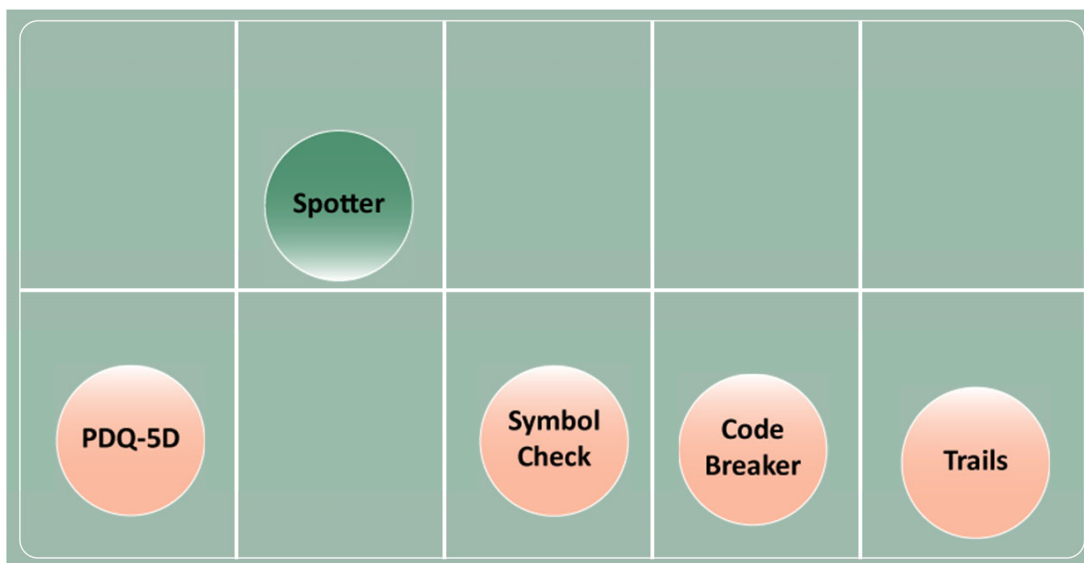 Spotter
PDQ-5D
Symbol
Check
Code
Breaker
Trails